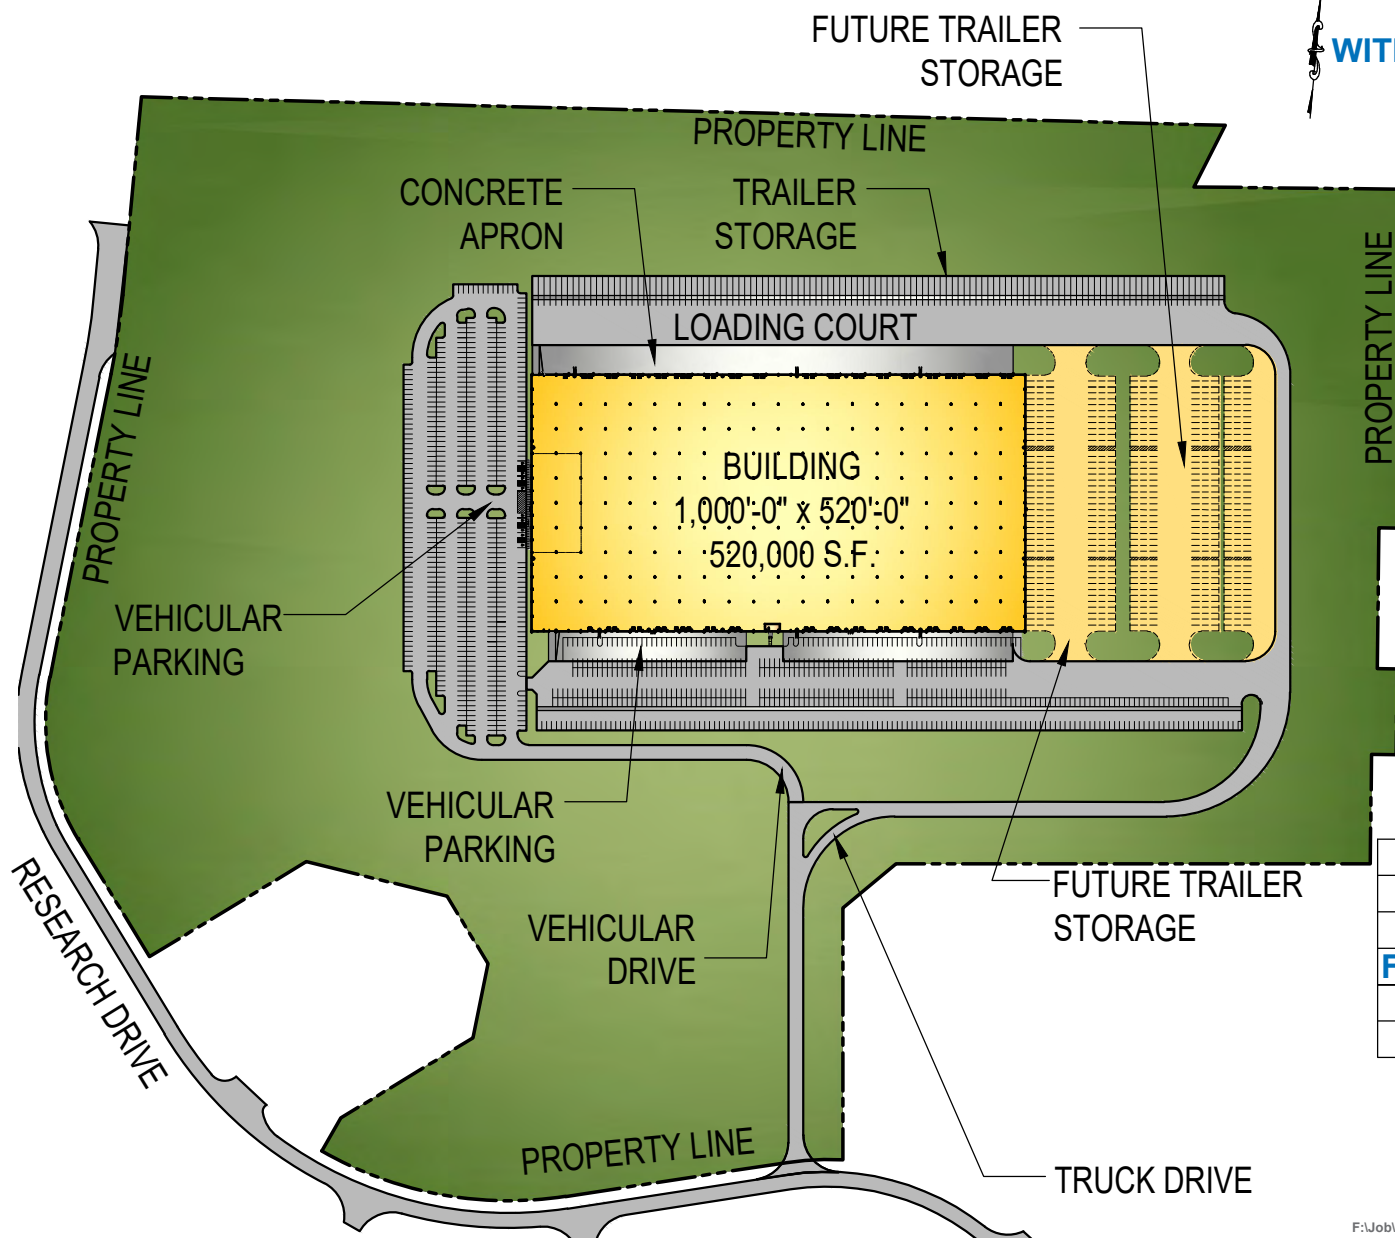 FUTURE TRAILER
STORAGE
WITH
PROPERTY LINE
CONCRETE
APRON
TRAILER
STORAGE
PROPERTY LINE
LOADING COURT
PROPERTY LINE
BUILDING
1,000'-0" x 520'-0"
520,000 S.F.
VEHICULAR
PARKING
VEHICULAR
PARKING
RESEARCH DRIVE
FUTURE TRAILER
STORAGE
VEHICULAR
DRIVE
F
PROPERTY LINE
TRUCK DRIVE
F:\Job\